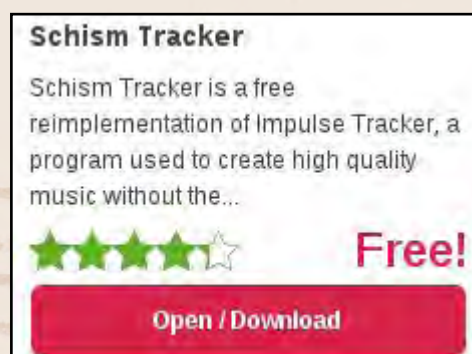 Schism Tracker
Schism Tracker is a free
reimplementation of Impulse Tracker, a
program used to create high quality
music without the...
Free!
Open / Download